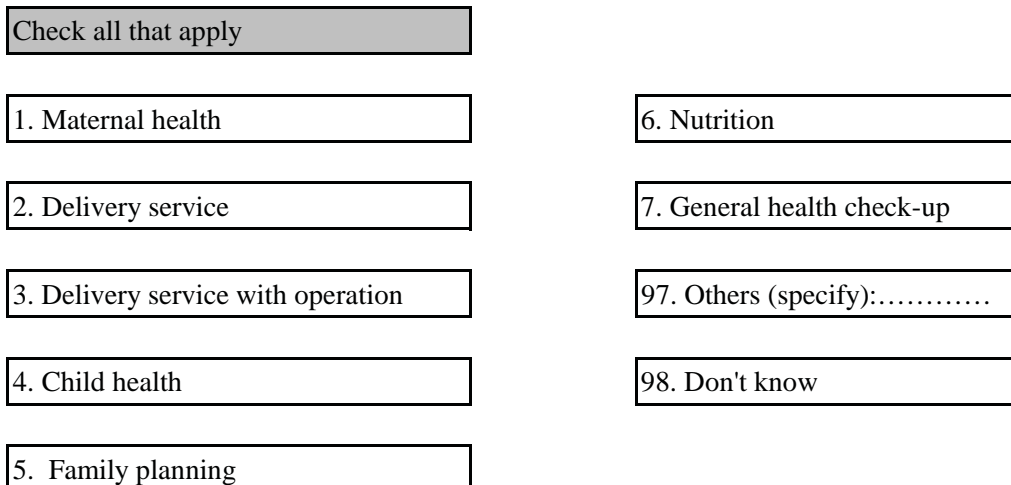 Check all that apply
1. Maternal health
2. Delivery service
3. Delivery service with operation
4. Child health
5.  Family planning
6. Nutrition
7. General health check-up
97. Others (specify):…………
98. Don't know